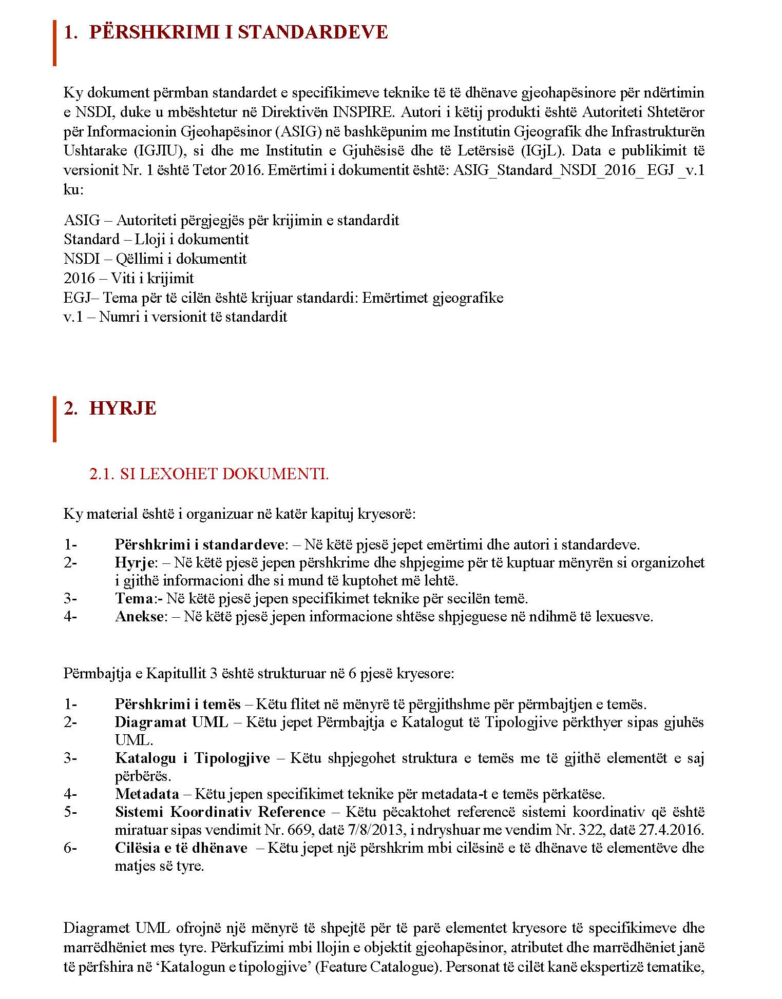 1. PËRSHKRIMI I STANDARDEVE
Ky dokument përmban standardet e specifikimeve teknike të të dhënave gjeohapësinore për ndërtimin
e NSDI, duke u mbështetur në Direktivën INSPIRE. Autori i këtij produkti është Autoriteti Shtetëror
për Informacionin Gjeohapësinor (ASIG) në bashkëpunim me Institutin Gjeografik dhe Infrastrukturën
Ushtarake (IGJIU), si dhe me Institutin e Gjuhësisë dhe të Letërsisë (IGjL). Data e publikimit të
versionit Nr. 1 është Tetor 2016. Emërtimi i dokumentit është: ASIG_Standard_NSDI_2016_ EGJ _v.1
ku:
ASIG – Autoriteti përgjegjës për krijimin e standardit
Standard – Lloji i dokumentit
NSDI – Qëllimi i dokumentit
2016 – Viti i krijimit
EGJ– Tema për të cilën është krijuar standardi: Emërtimet gjeografike
v.1 – Numri i versionit të standardit
2. HYRJE
2.1. SI LEXOHET DOKUMENTI.
Ky material është i organizuar në katër kapituj kryesorë:
1- Përshkrimi i standardeve: – Në këtë pjesë jepet emërtimi dhe autori i standardeve.
2- Hyrje: – Në këtë pjesë jepen përshkrime dhe shpjegime për të kuptuar mënyrën si organizohet
i gjithë informacioni dhe si mund të kuptohet më lehtë.
3- Tema:- Në këtë pjesë jepen specifikimet teknike për secilën temë.
4- Anekse: – Në këtë pjesë jepen informacione shtëse shpjeguese në ndihmë të lexuesve.
Përmbajtja e Kapitullit 3 është strukturuar në 6 pjesë kryesore:
1- Përshkrimi i temës – Këtu flitet në mënyrë të përgjithshme për përmbajtjen e temës.
2- Diagramat UML – Këtu jepet Përmbajtja e Katalogut të Tipologjive përkthyer sipas gjuhës
UML.
3- Katalogu i Tipologjive – Këtu shpjegohet struktura e temës me të gjithë elementët e saj
përbërës.
4- Metadata – Këtu jepen specifikimet teknike për metadata-t e temës përkatëse.
5- Sistemi Koordinativ Reference – Këtu pëcaktohet referencë sistemi koordinativ që është
miratuar sipas vendimit Nr. 669, datë 7/8/2013, i ndryshuar me vendim Nr. 322, datë 27.4.2016.
6- Cilësia e të dhënave – Këtu jepet një përshkrim mbi cilësinë e të dhënave të elementëve dhe
matjes së tyre.
Diagramet UML ofrojnë një mënyrë të shpejtë për të parë elementet kryesore të specifikimeve dhe
marrëdhëniet mes tyre. Përkufizimi mbi llojin e objektit gjeohapësinor, atributet dhe marrëdhëniet janë
të përfshira në ‘Katalogun e tipologjive’ (Feature Catalogue). Personat të cilët kanë ekspertizë tematike,